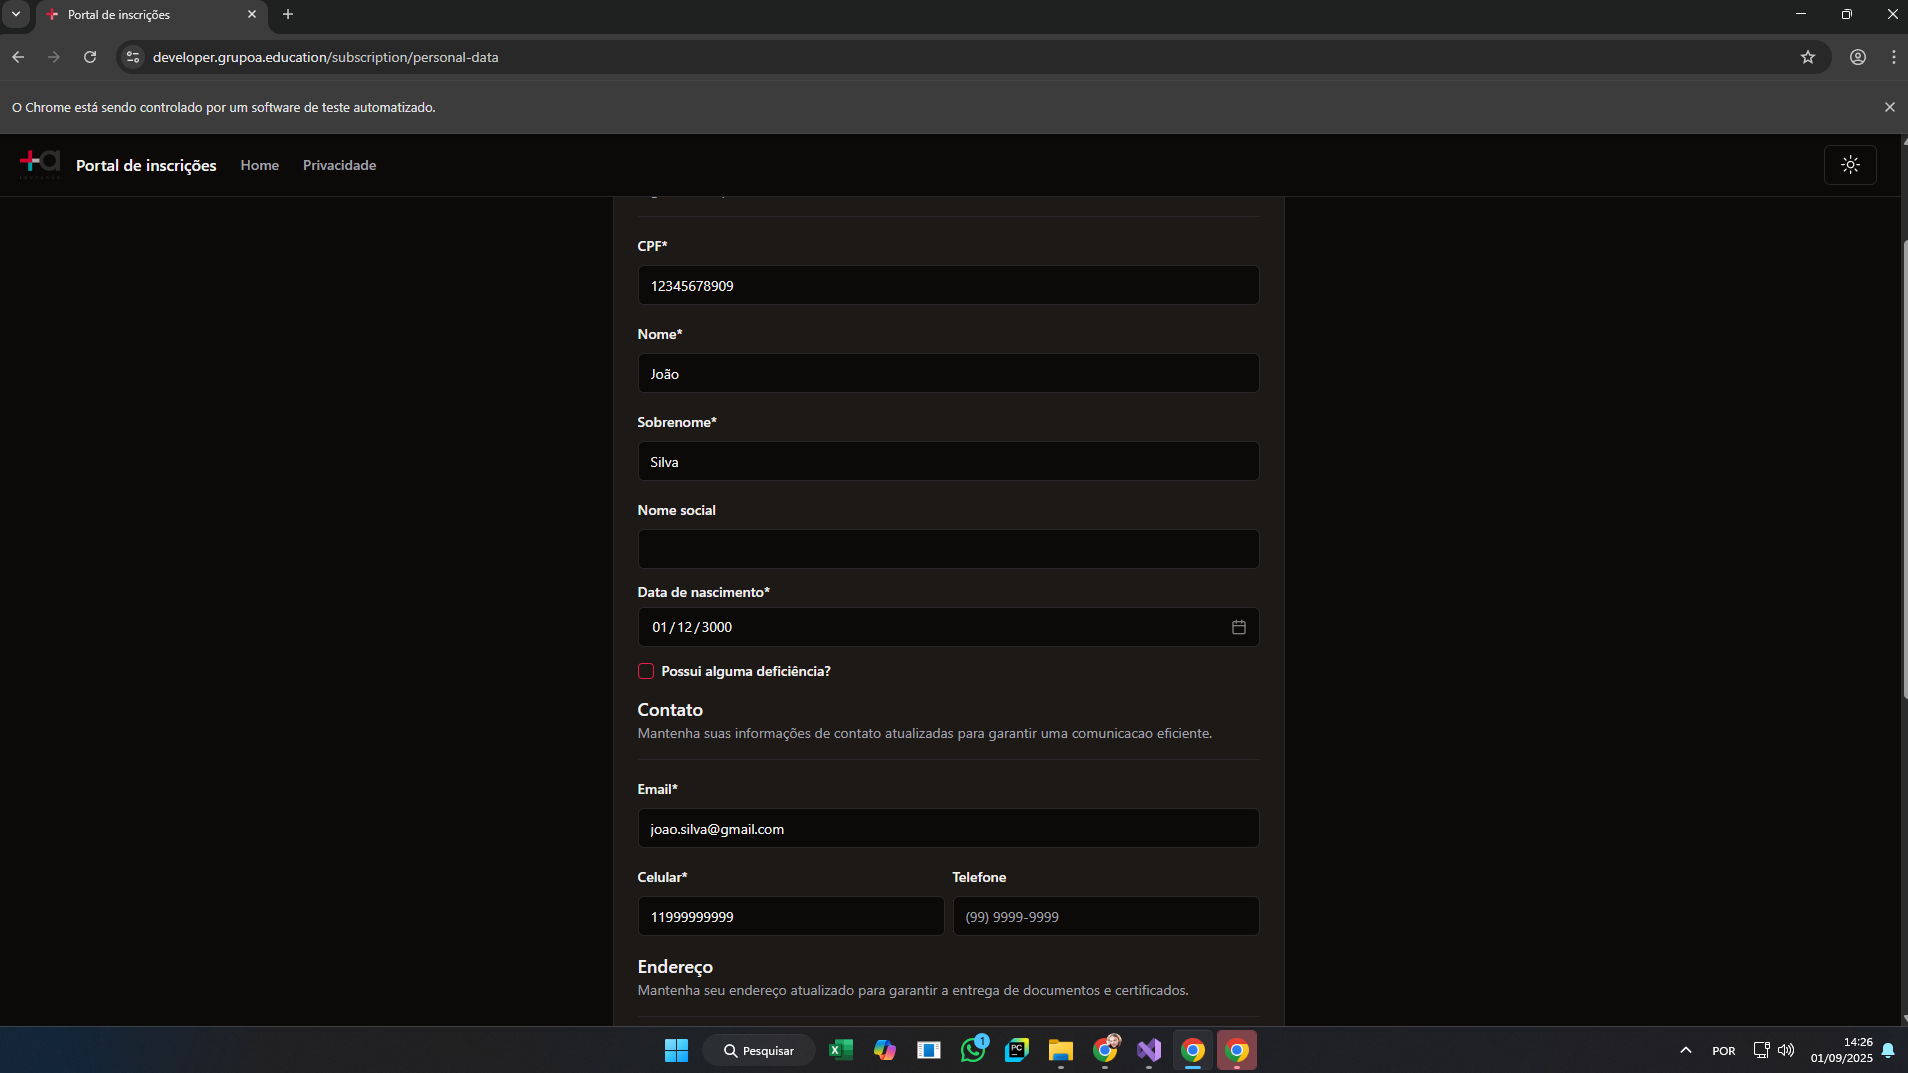 Portal de inscrições
developer.grupoa.education/subscription/personal-data
O Chrome está sendo controlado por um software de teste automatizado.
+a Portal de inscrições Home Privacidade
CPF*
12345678909
Nome*
João
Sobrenome*
Silva
Nome social
Data de nascimento*
01/12/3000
Possui alguma deficiência?
Contato
Mantenha suas informações de contato atualizadas para garantir uma comunicacao eficiente.
Email*
joao.silva@gmail.com
Celular* Telefone
11999999999 (99) 9999-9999
Endereço
Mantenha seu endereço atualizado para garantir a entrega de documentos e certificados.
Pesquisar 1 PC POR 14:26
01/09/2025